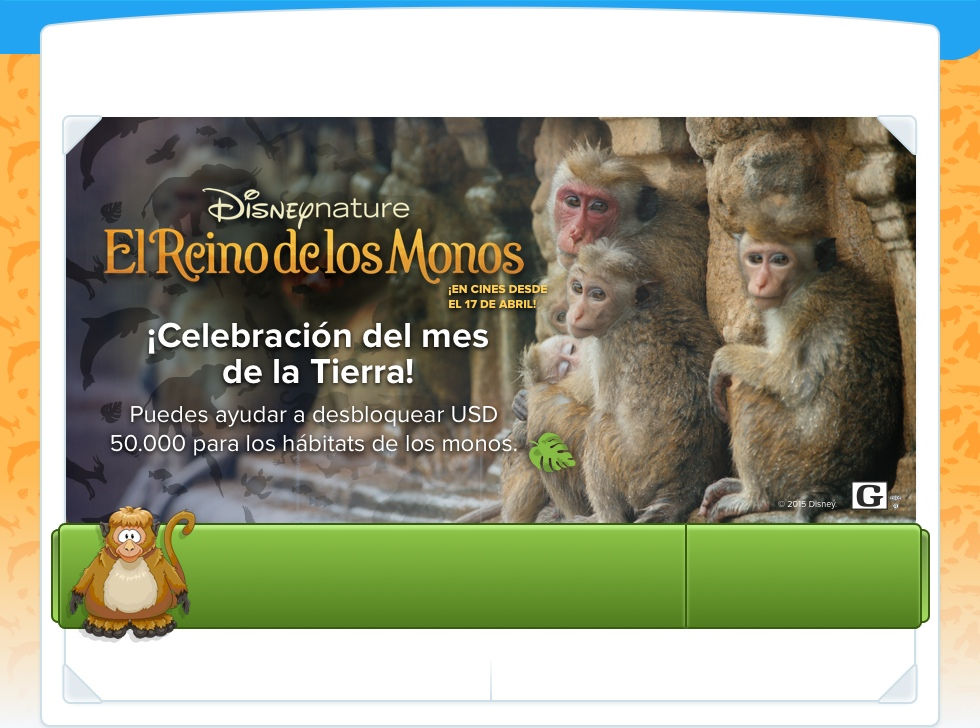 Disneynature
El Reino de los Monos
¡EN CINES DESDE
EL 17 DE ABRIL!
¡Celebración del mes
de la Tierra!
Puedes ayudar a desbloquear USD
50.000 para los hábitats de los monos.
© 2015 Disney.
G